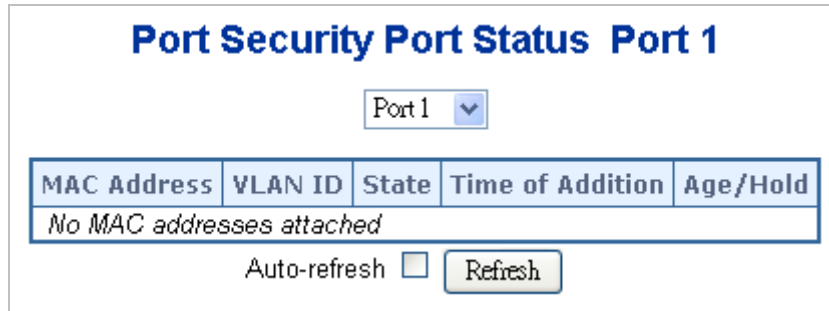 Port Security Port Status  Port 1
Port 1
MAC Address VLAN ID State Time of Addition Age/Hold
No MAC addresses attached
Auto-refresh Refresh